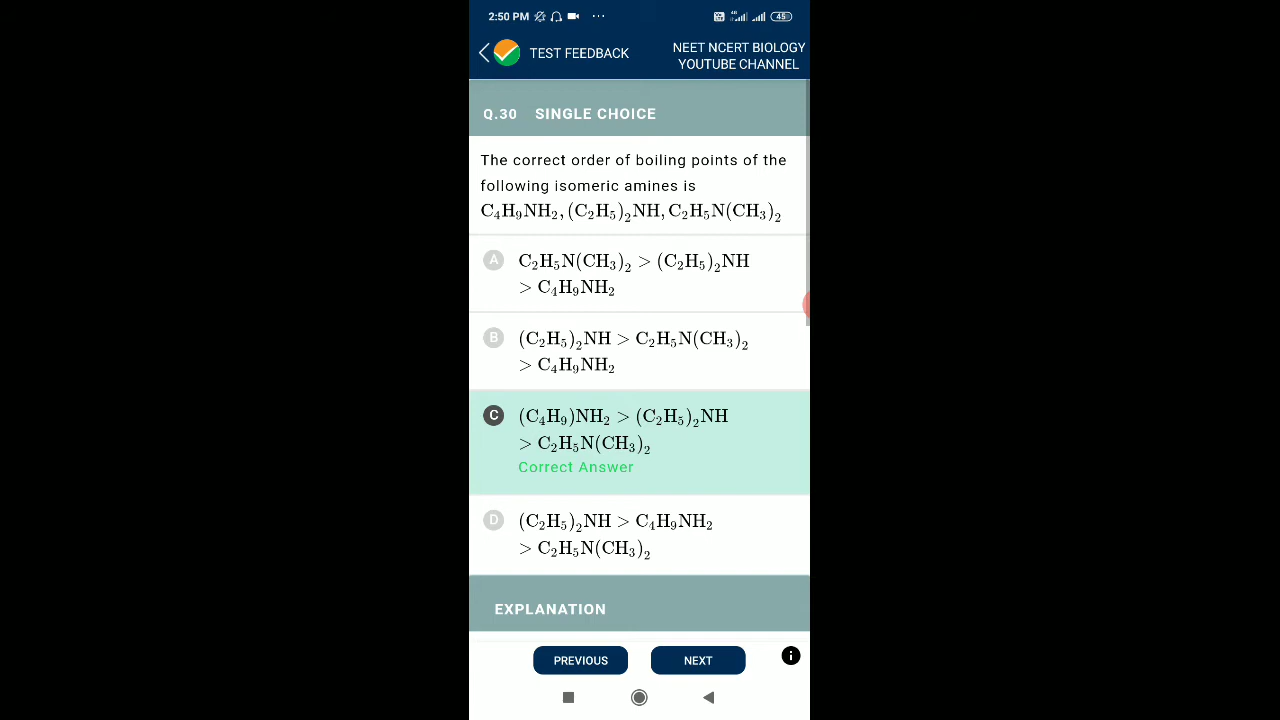 2:50 PM ... 4G 45
TEST FEEDBACK
NEET NCERT BIOLOGY
YOUTUBE CHANNEL
Q.30 SINGLE CHOICE
The correct order of boiling points of the
following isomeric amines is
C₄H₉NH₂, (C₂H₅)₂NH, C₂H₅N(CH₃)₂
A C₂H₅N(CH₃)₂ > (C₂H₅)₂NH
> C₄H₉NH₂
B (C₂H₅)₂NH > C₂H₅N(CH₃)₂
> C₄H₉NH₂
C (C₄H₉)NH₂ > (C₂H₅)₂NH
> C₂H₅N(CH₃)₂
Correct Answer
D (C₂H₅)₂NH > C₄H₉NH₂
> C₂H₅N(CH₃)₂
EXPLANATION
PREVIOUS NEXT i